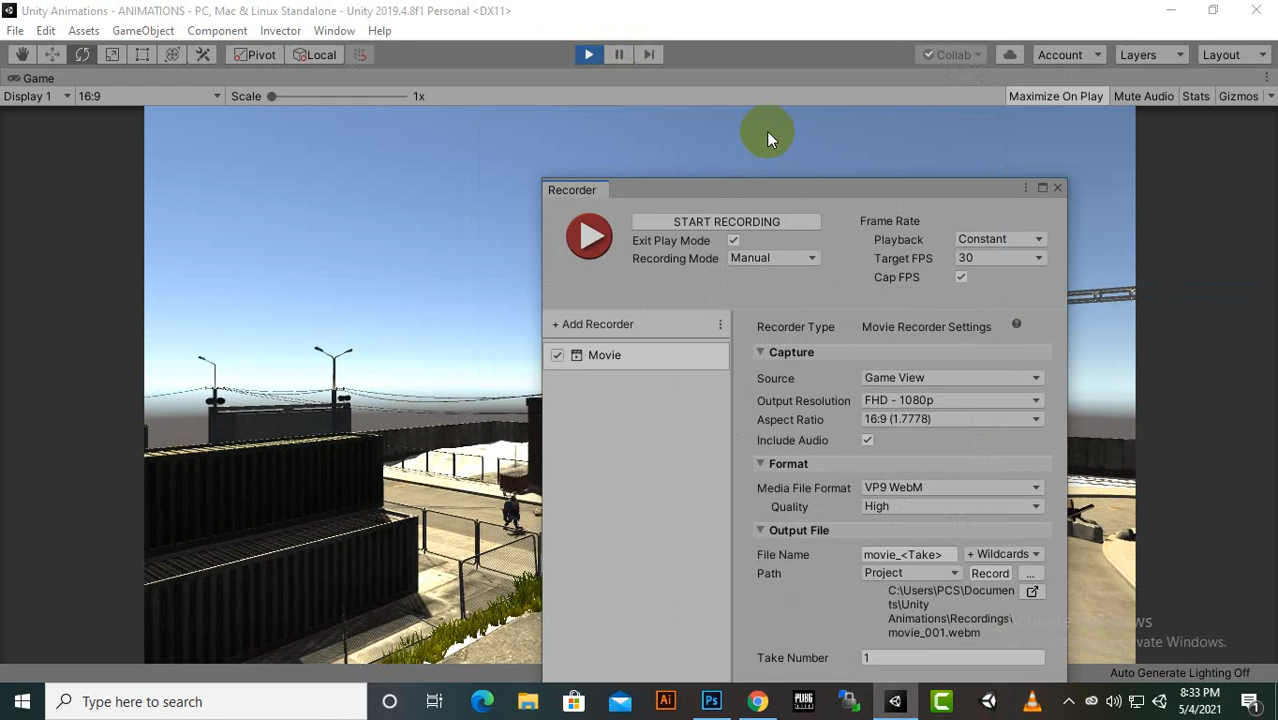 Unity Animations - ANIMATIONS - PC, Mac & Linux Standalone - Unity 2019.4.8f1 Personal <DX11>
File Edit Assets GameObject Component Invector Window Help
Pivot Local Collab Account Layers Layout
Game
Display 1 16:9 Scale 1x Maximize On Play Mute Audio Stats Gizmos
Recorder
START RECORDING Frame Rate
Exit Play Mode Playback Constant
Recording Mode Manual Target FPS 30
Cap FPS
+ Add Recorder Recorder Type Movie Recorder Settings
Movie Capture
Source Game View
Output Resolution FHD - 1080p
Aspect Ratio 16:9 (1.7778)
Include Audio
Format
Media File Format VP9 WebM
Quality High
Output File
File Name movie_<Take> + Wildcards
Path Project Record ...
C:\Users\PCS\Documen
ts\Unity
Animations\Recordings\
movie_001.webm
Take Number 1
Auto Generate Lighting Off
Type here to search
8:33 PM
5/4/2021